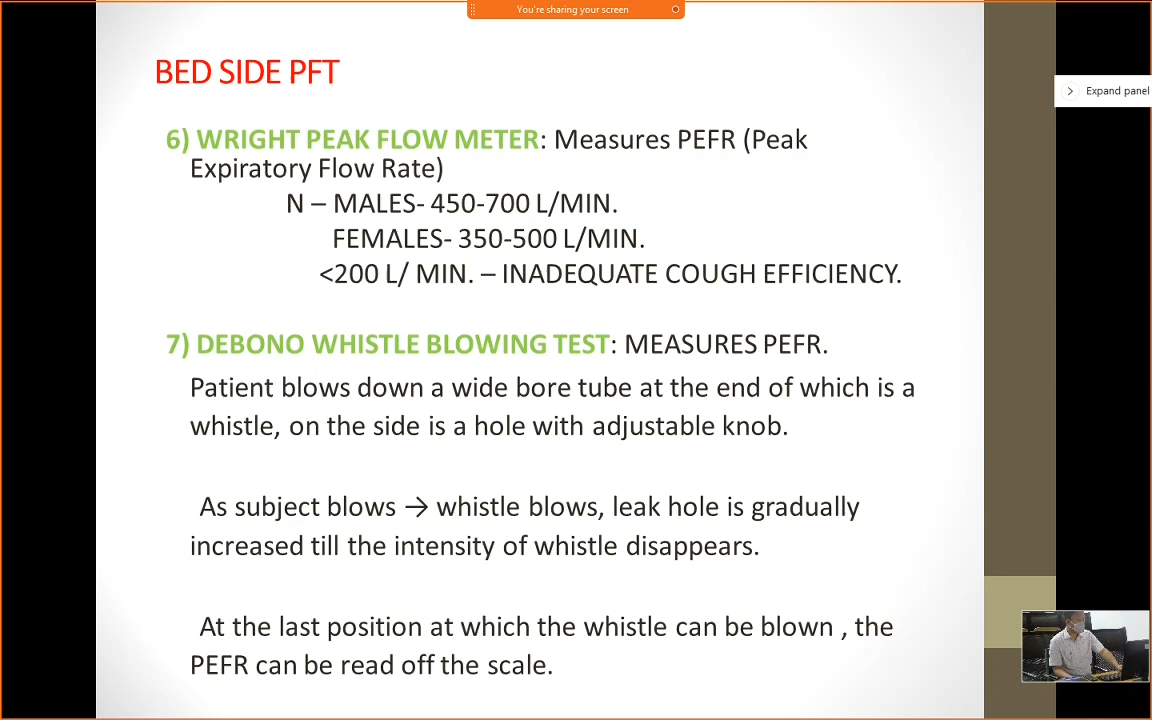 You're sharing your screen
BED SIDE PFT
Expand panel
6) WRIGHT PEAK FLOW METER: Measures PEFR (Peak
Expiratory Flow Rate)
N – MALES- 450-700 L/MIN.
FEMALES- 350-500 L/MIN.
<200 L/ MIN. – INADEQUATE COUGH EFFICIENCY.
7) DEBONO WHISTLE BLOWING TEST: MEASURES PEFR.
Patient blows down a wide bore tube at the end of which is a
whistle, on the side is a hole with adjustable knob.
As subject blows → whistle blows, leak hole is gradually
increased till the intensity of whistle disappears.
At the last position at which the whistle can be blown , the
PEFR can be read off the scale.